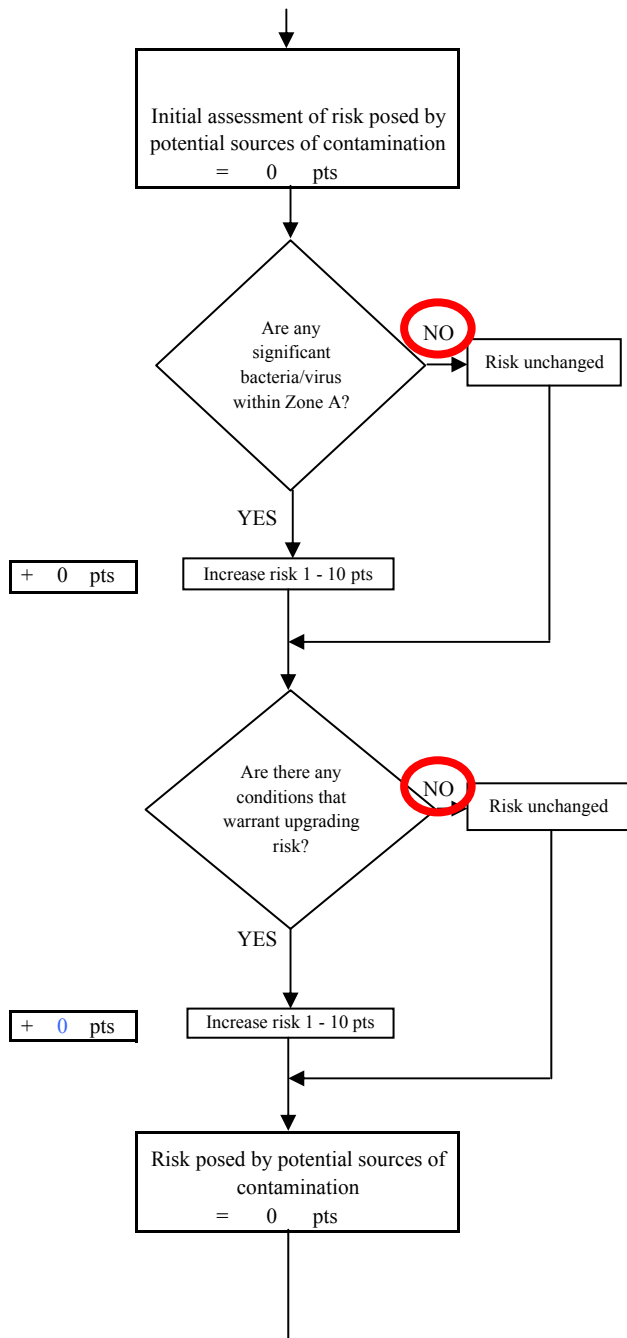 Initial assessment of risk posed by
potential sources of contamination
= 0 pts
Are any
significant
bacteria/virus
within Zone A?
NO
Risk unchanged
YES
+ 0 pts
Increase risk 1 - 10 pts
Are there any
conditions that
warrant upgrading
risk?
NO
Risk unchanged
YES
+ 0 pts
Increase risk 1 - 10 pts
Risk posed by potential sources of
contamination
= 0 pts